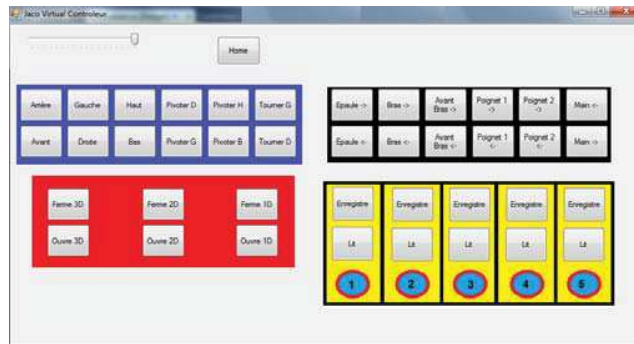 Jaco Virtual Controleur
Home
Arrière Gauche Haut Pivoter D Pivoter H Tourner G
Avant Droite Bas Pivoter G Pivoter B Tourner D
Epaule -> Bras -> Avant Bras -> Poignet 1 -> Poignet 2 -> Main <-
Epaule <- Bras <- Avant Bras <- Poignet 1 <- Poignet 2 <- Main ->
Ferme 3D Ferme 2D Ferme 1D
Ouvre 3D Ouvre 2D Ouvre 1D
Enregistre Enregistre Enregistre Enregistre Enregistre
Lit Lit Lit Lit Lit
1 2 3 4 5